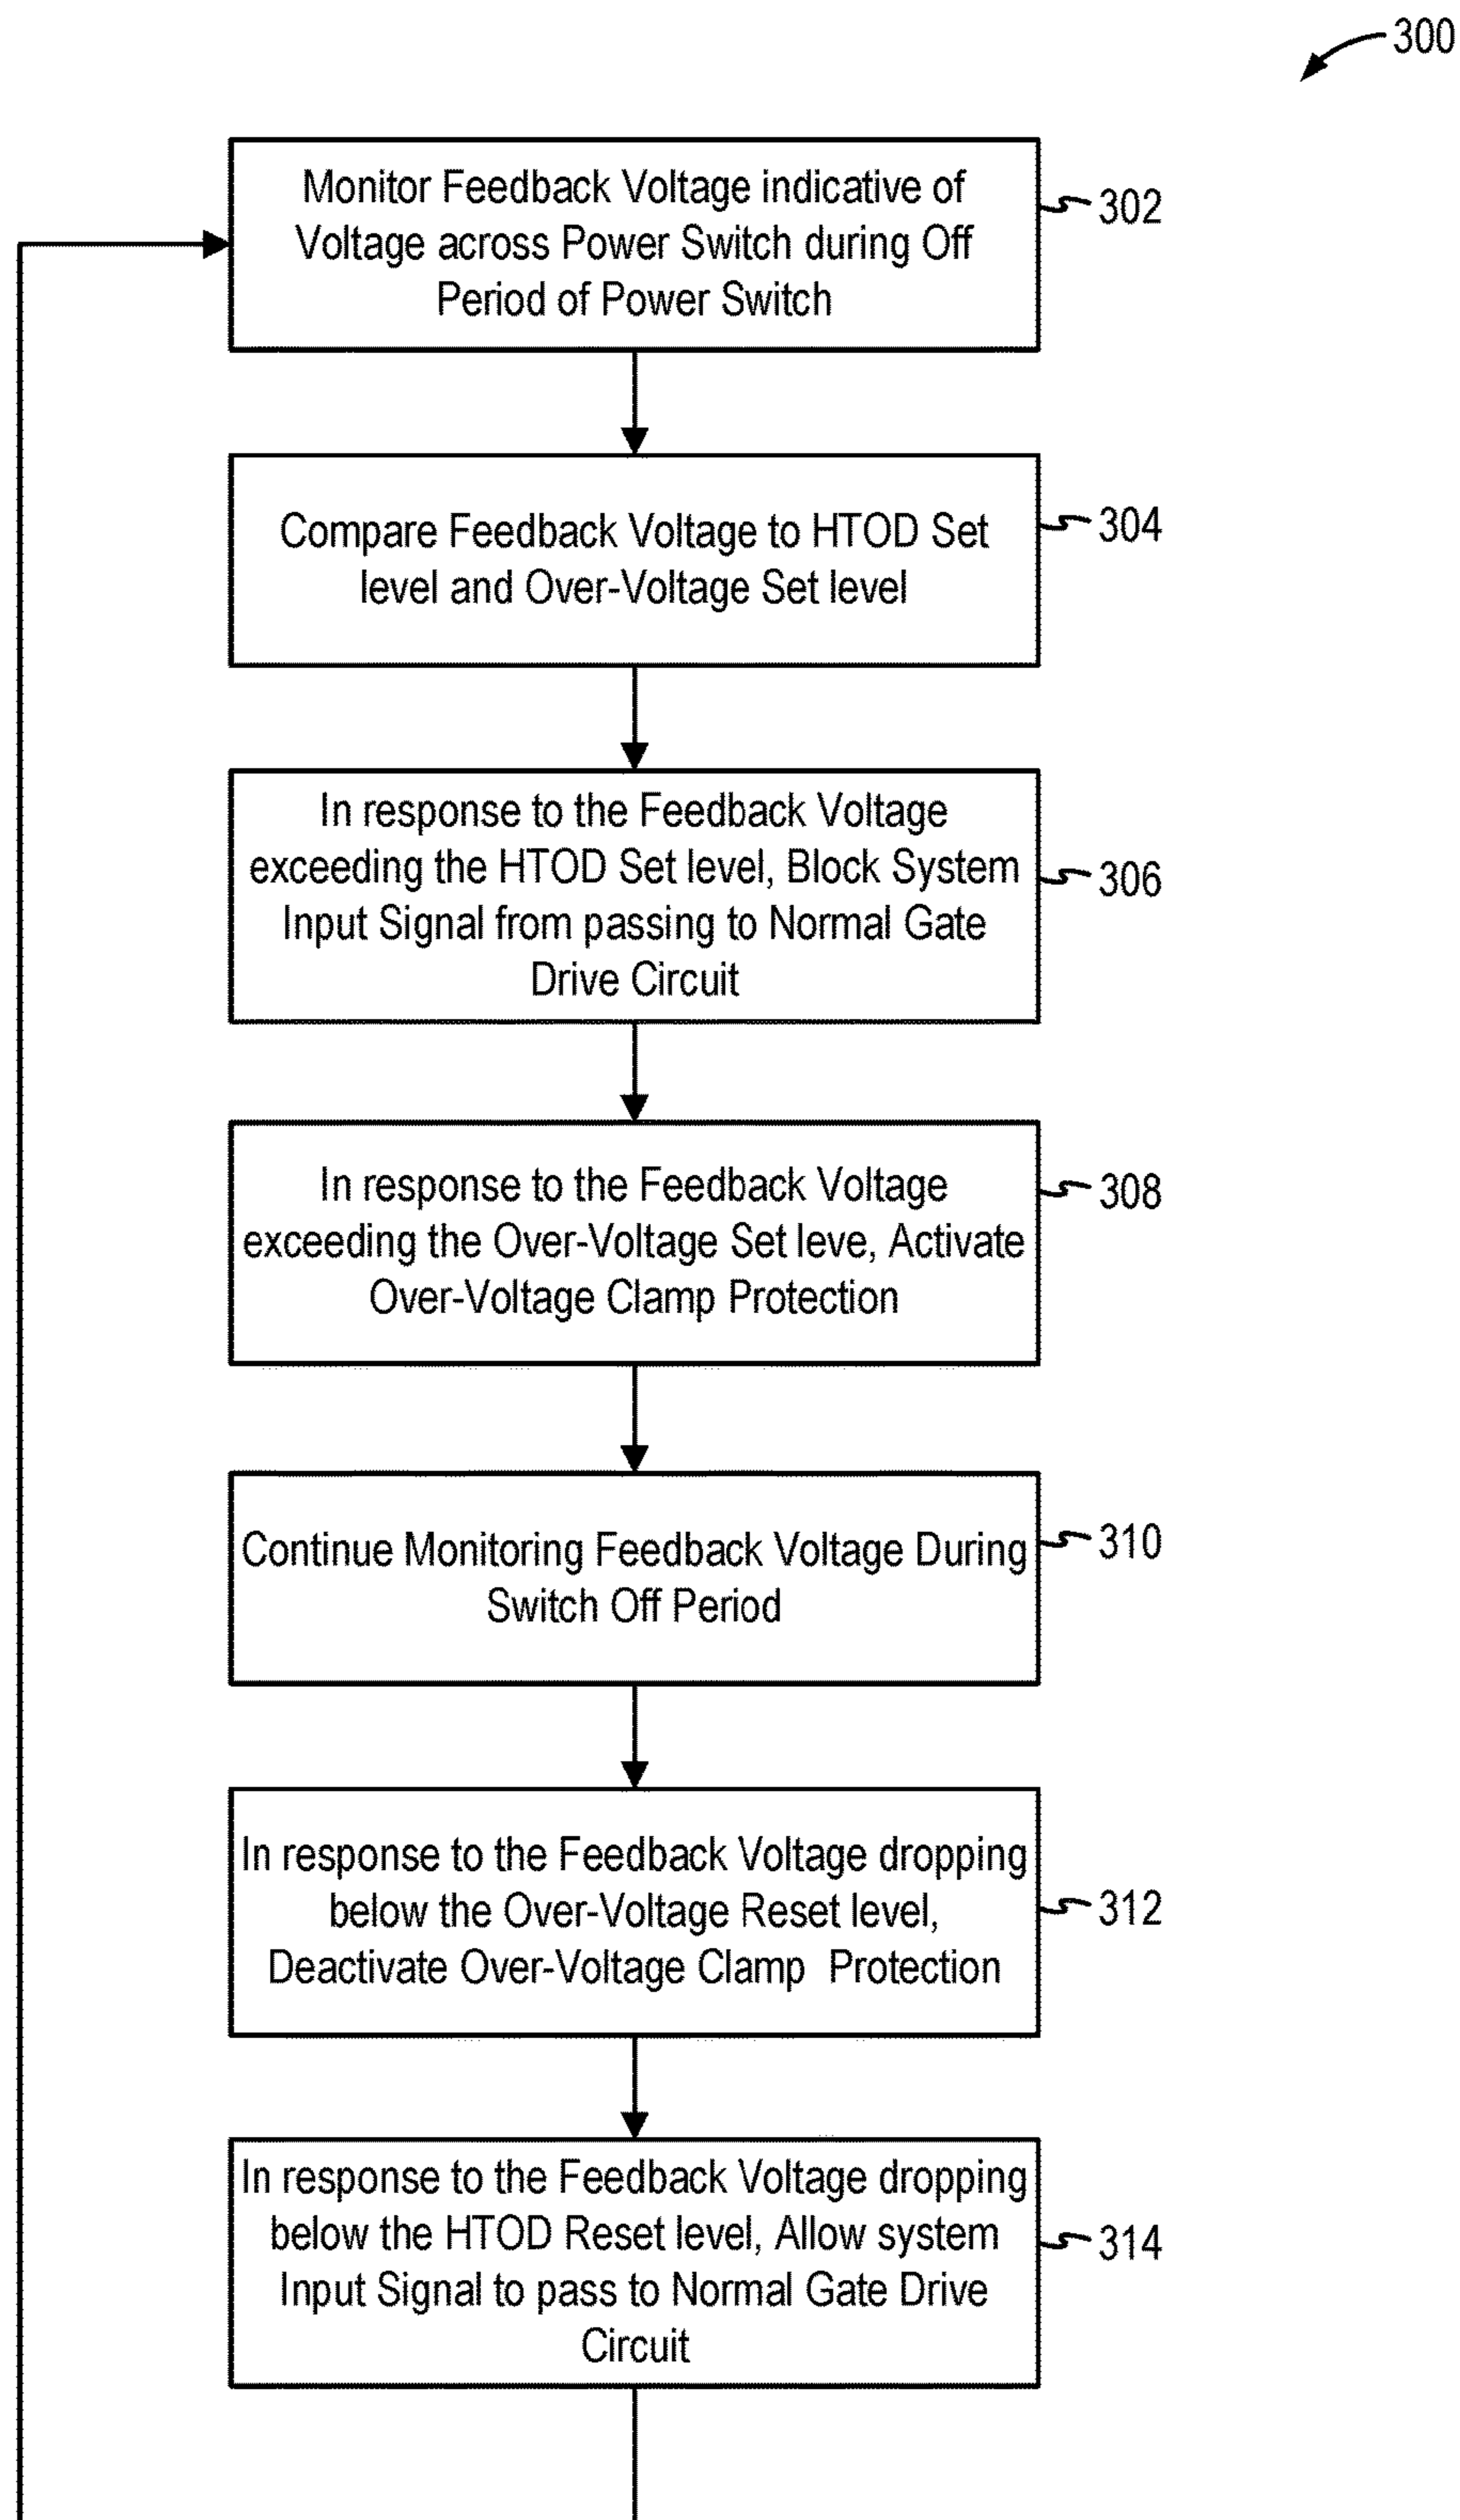 300
Monitor Feedback Voltage indicative of
Voltage across Power Switch during Off
Period of Power Switch
302
Compare Feedback Voltage to HTOD Set
level and Over-Voltage Set level
304
In response to the Feedback Voltage
exceeding the HTOD Set level, Block System
Input Signal from passing to Normal Gate
Drive Circuit
306
In response to the Feedback Voltage
exceeding the Over-Voltage Set leve, Activate
Over-Voltage Clamp Protection
308
Continue Monitoring Feedback Voltage During
Switch Off Period
310
In response to the Feedback Voltage dropping
below the Over-Voltage Reset level,
Deactivate Over-Voltage Clamp Protection
312
In response to the Feedback Voltage dropping
below the HTOD Reset level, Allow system
Input Signal to pass to Normal Gate Drive
Circuit
314